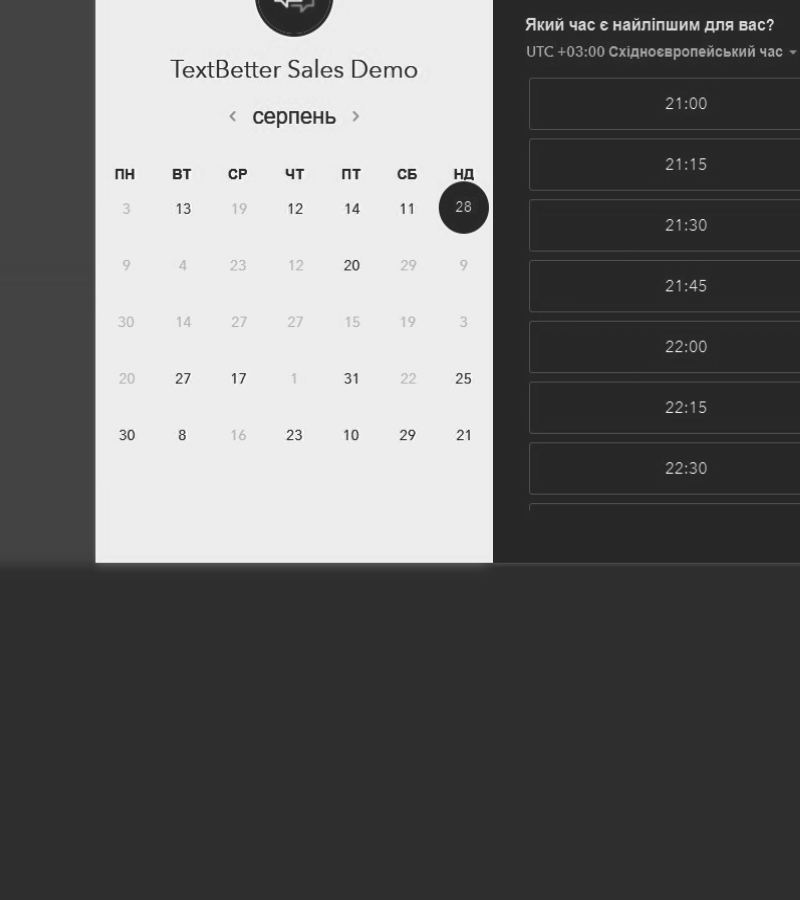 TextBetter Sales Demo
серпень
ПН ВТ СР ЧТ ПТ СБ НД
3 13 19 12 14 11 28
9 4 23 12 20 29 9
30 14 27 27 15 19 3
20 27 17 1 31 22 25
30 8 16 23 10 29 21
Який час є найліпшим для вас?
UTC +03:00 Східноєвропейський час
21:00
21:15
21:30
21:45
22:00
22:15
22:30